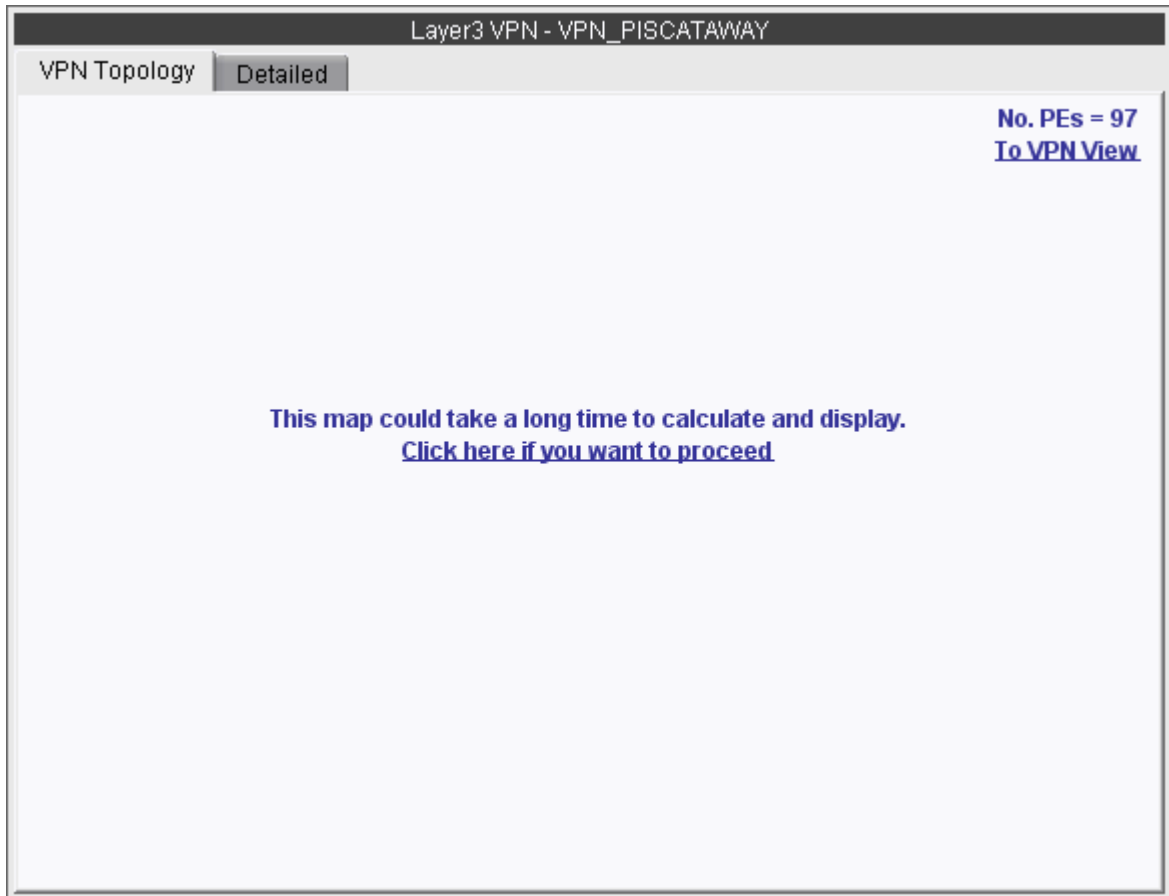 Layer3 VPN - VPN_PISCATAWAY
VPN Topology
Detailed
No. PEs = 97
To VPN View
This map could take a long time to calculate and display.
Click here if you want to proceed